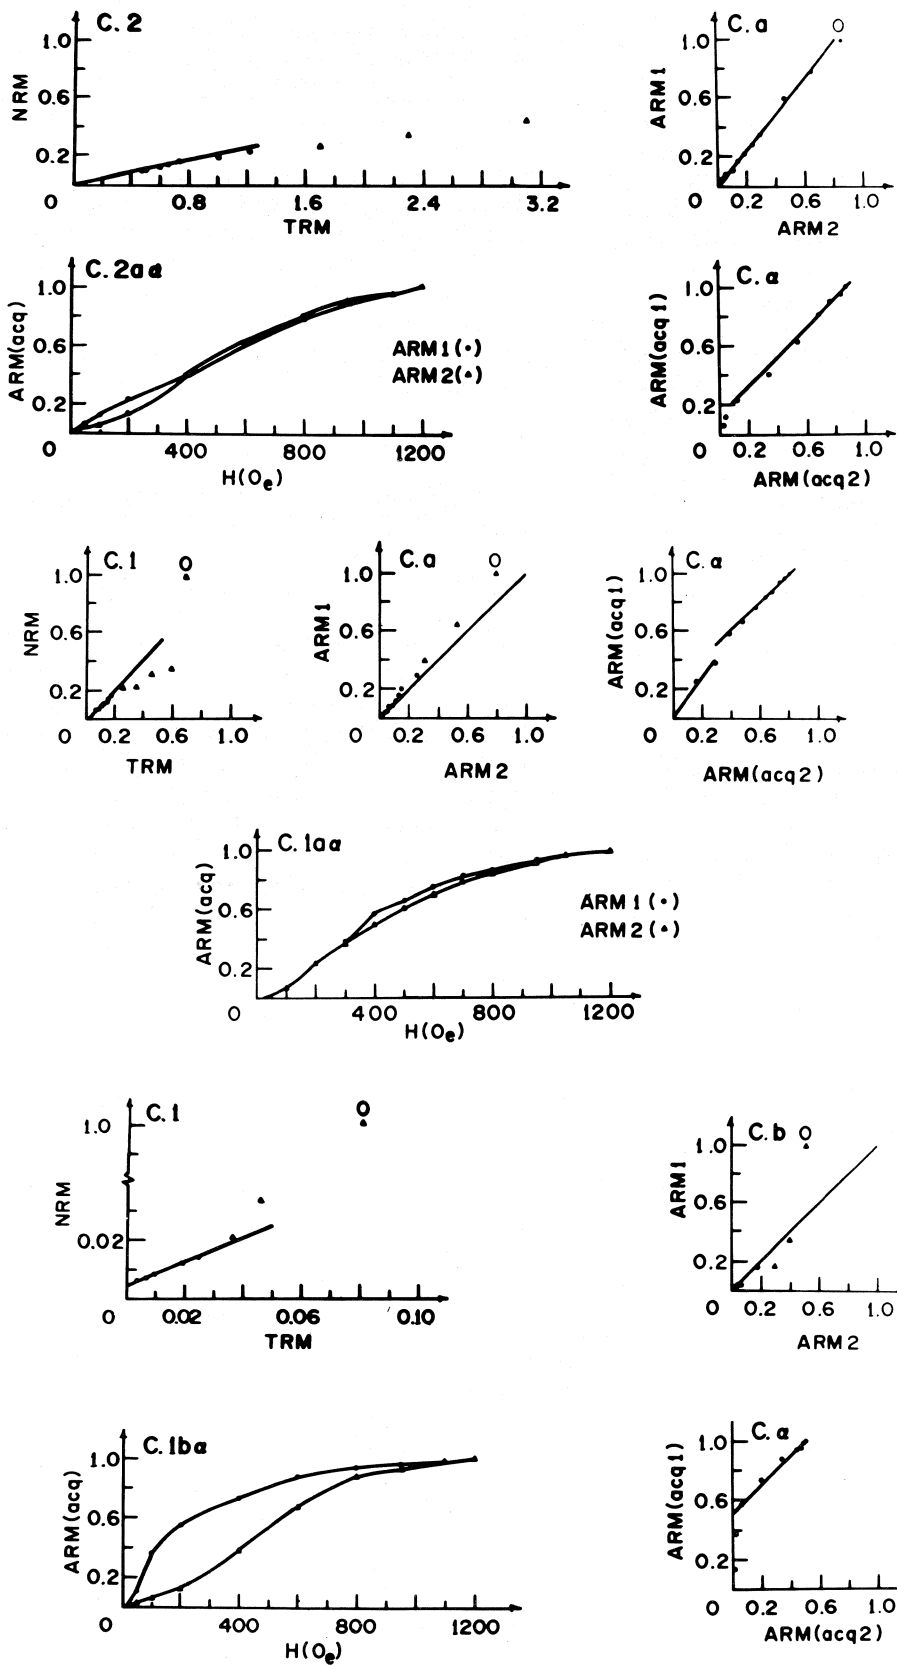 C.2
NRM
1.0
0.6
0.2
0 0.8 1.6 2.4 3.2
TRM
C.a
ARM1
1.0
0.6
0.2
0 0.2 0.6 1.0
ARM2
C.2aα
ARM(acq)
1.0
0.6
0.2
ARM1(•)
ARM2(▴)
0 400 800 1200
H(Oe)
C.α
ARM(acq1)
1.0
0.6
0.2
0 0.2 0.6 1.0
ARM(acq2)
C.1
NRM
1.0
0.6
0.2
0 0.2 0.6 1.0
TRM
C.a
ARM1
1.0
0.6
0.2
0 0.2 0.6 1.0
ARM2
C.α
ARM(acq1)
1.0
0.6
0.2
0 0.2 0.6 1.0
ARM(acq2)
C.1aα
ARM(acq)
1.0
0.6
0.2
ARM1(•)
ARM2(▴)
0 400 800 1200
H(Oe)
C.1
NRM
1.0
0.02
0 0.02 0.06 0.10
TRM
C.b
ARM1
1.0
0.6
0.2
0 0.2 0.6 1.0
ARM2
C.1bα
ARM(acq)
1.0
0.6
0.2
0 400 800 1200
H(Oe)
C.α
ARM(acq1)
1.0
0.6
0.2
0 0.2 0.6 1.0
ARM(acq2)